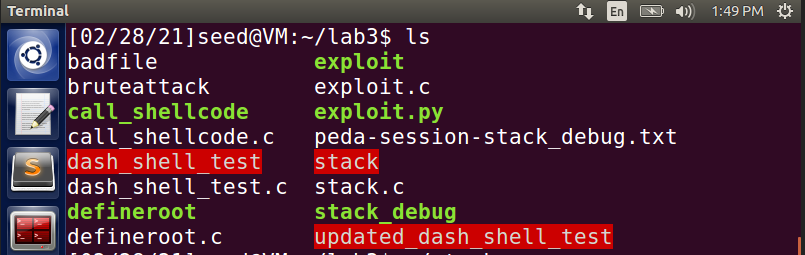 Terminal En 1:49 PM
[02/28/21]seed@VM:~/lab3$ ls
badfile exploit
bruteattack exploit.c
call_shellcode exploit.py
call_shellcode.c peda-session-stack_debug.txt
dash_shell_test stack
dash_shell_test.c stack.c
defineroot stack_debug
defineroot.c updated_dash_shell_test